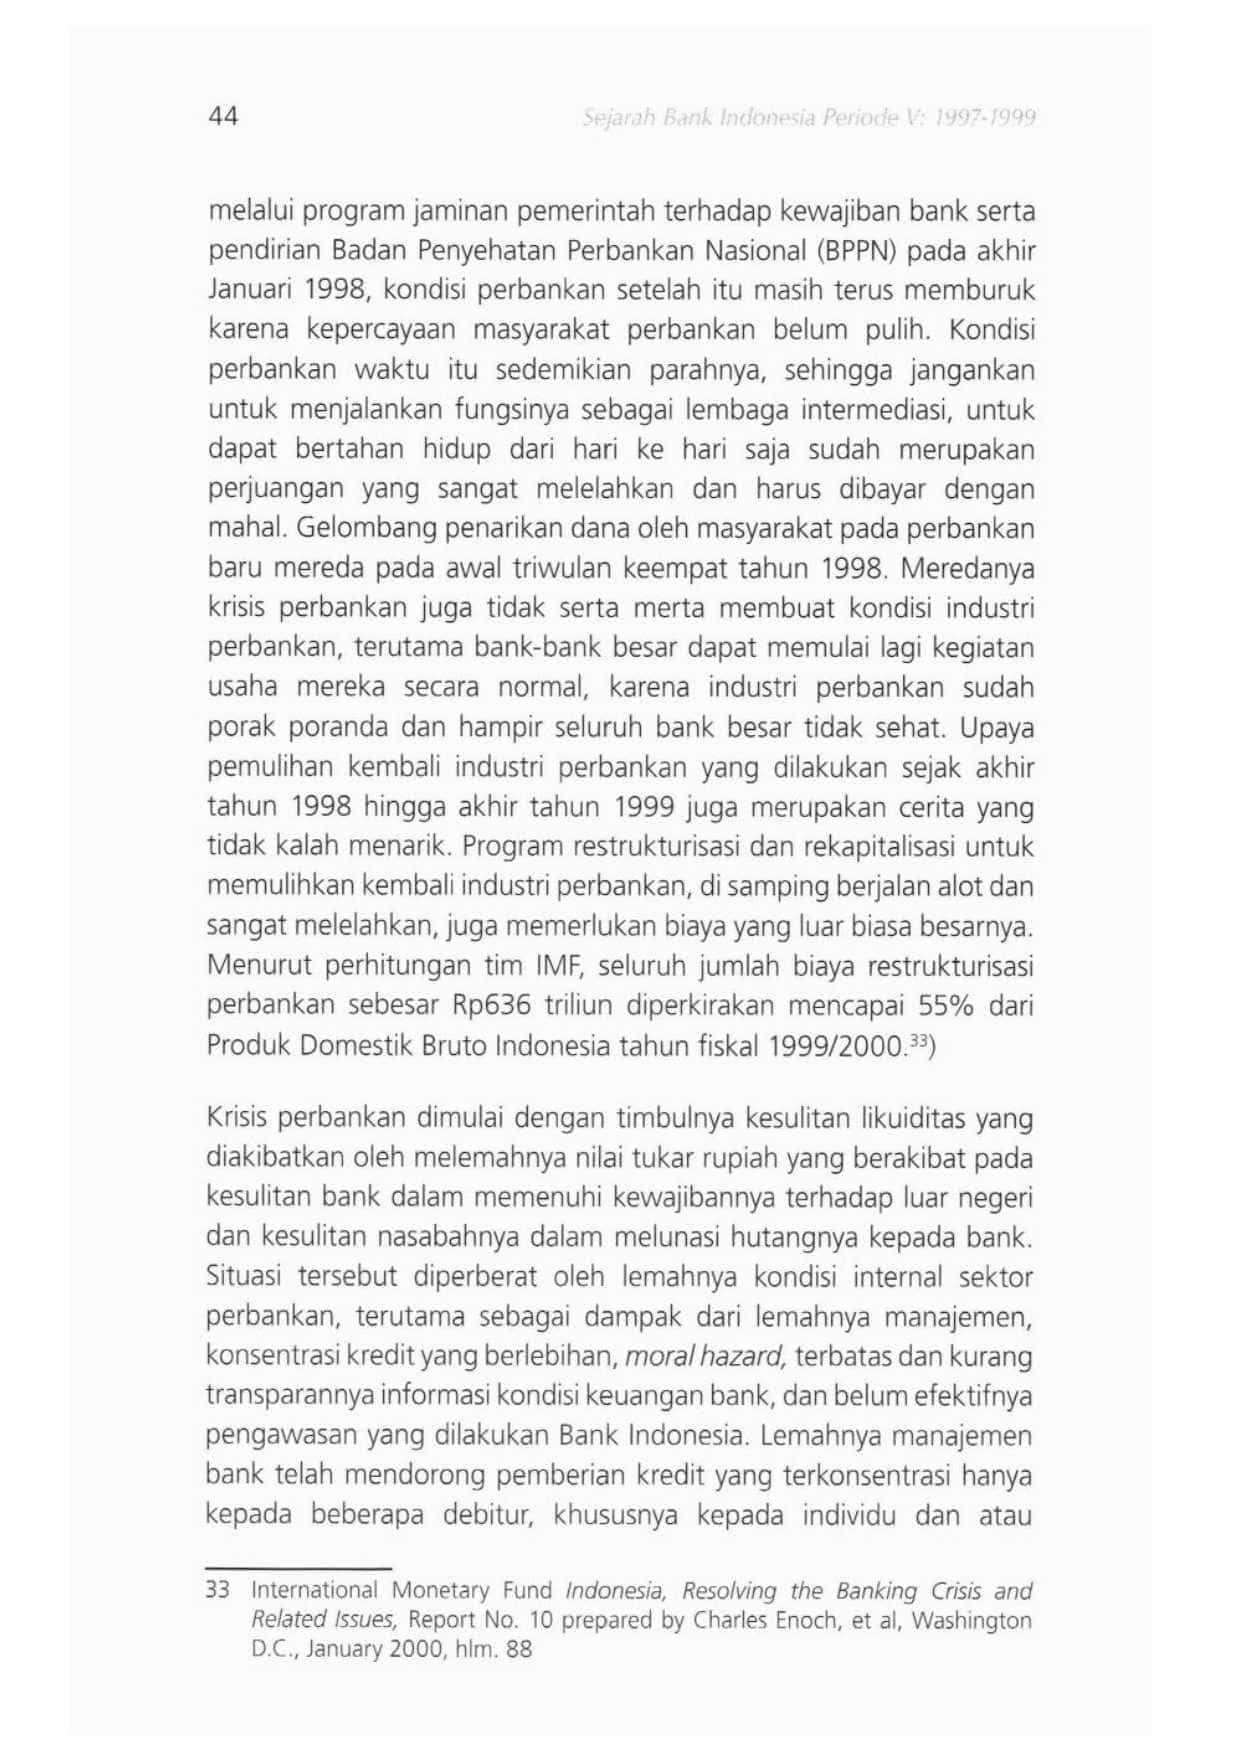 44
Sejarah Bank Indonesia Periode V: 1997-1999
melalui program jaminan pemerintah terhadap kewajiban bank serta
pendirian Badan Penyehatan Perbankan Nasional (BPPN) pada akhir
Januari 1998, kondisi perbankan setelah itu masih terus memburuk
karena kepercayaan masyarakat perbankan belum pulih. Kondisi
perbankan waktu itu sedemikian parahnya, sehingga jangankan
untuk menjalankan fungsinya sebagai lembaga intermediasi, untuk
dapat bertahan hidup dari hari ke hari saja sudah merupakan
perjuangan yang sangat melelahkan dan harus dibayar dengan
mahal. Gelombang penarikan dana oleh masyarakat pada perbankan
baru mereda pada awal triwulan keempat tahun 1998. Meredanya
krisis perbankan juga tidak serta merta membuat kondisi industri
perbankan, terutama bank-bank besar dapat memulai lagi kegiatan
usaha mereka secara normal, karena industri perbankan sudah
porak poranda dan hampir seluruh bank besar tidak sehat. Upaya
pemulihan kembali industri perbankan yang dilakukan sejak akhir
tahun 1998 hingga akhir tahun 1999 juga merupakan cerita yang
tidak kalah menarik. Program restrukturisasi dan rekapitalisasi untuk
memulihkan kembali industri perbankan, di samping berjalan alot dan
sangat melelahkan, juga memerlukan biaya yang luar biasa besarnya.
Menurut perhitungan tim IMF, seluruh jumlah biaya restrukturisasi
perbankan sebesar Rp636 triliun diperkirakan mencapai 55% dari
Produk Domestik Bruto Indonesia tahun fiskal 1999/2000.³³)
Krisis perbankan dimulai dengan timbulnya kesulitan likuiditas yang
diakibatkan oleh melemahnya nilai tukar rupiah yang berakibat pada
kesulitan bank dalam memenuhi kewajibannya terhadap luar negeri
dan kesulitan nasabahnya dalam melunasi hutangnya kepada bank.
Situasi tersebut diperberat oleh lemahnya kondisi internal sektor
perbankan, terutama sebagai dampak dari lemahnya manajemen,
konsentrasi kredit yang berlebihan, moral hazard, terbatas dan kurang
transparannya informasi kondisi keuangan bank, dan belum efektifnya
pengawasan yang dilakukan Bank Indonesia. Lemahnya manajemen
bank telah mendorong pemberian kredit yang terkonsentrasi hanya
kepada beberapa debitur, khususnya kepada individu dan atau
33 International Monetary Fund Indonesia, Resolving the Banking Crisis and
Related Issues, Report No. 10 prepared by Charles Enoch, et al, Washington
D.C., January 2000, hlm. 88